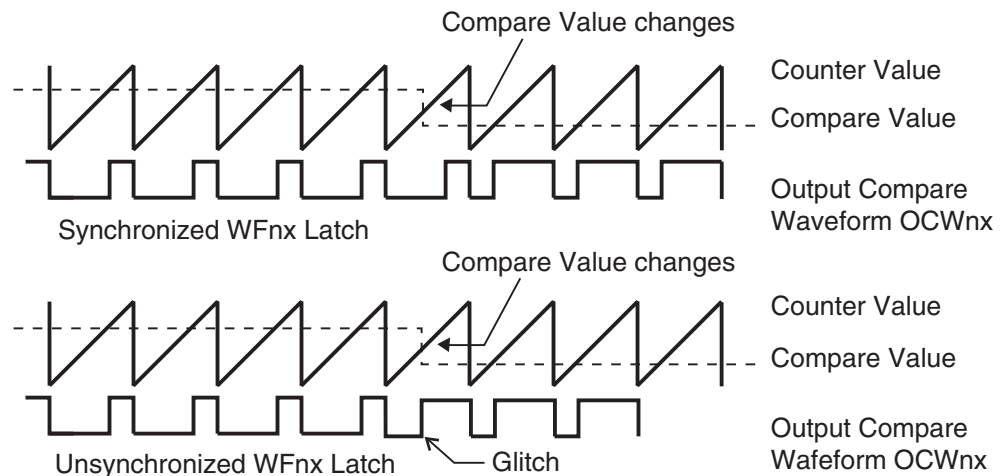 Compare Value changes
Counter Value
Compare Value
Output Compare
Waveform OCWnx
Synchronized WFnx Latch
Compare Value changes
Counter Value
Compare Value
Output Compare
Wafeform OCWnx
Unsynchronized WFnx Latch
Glitch